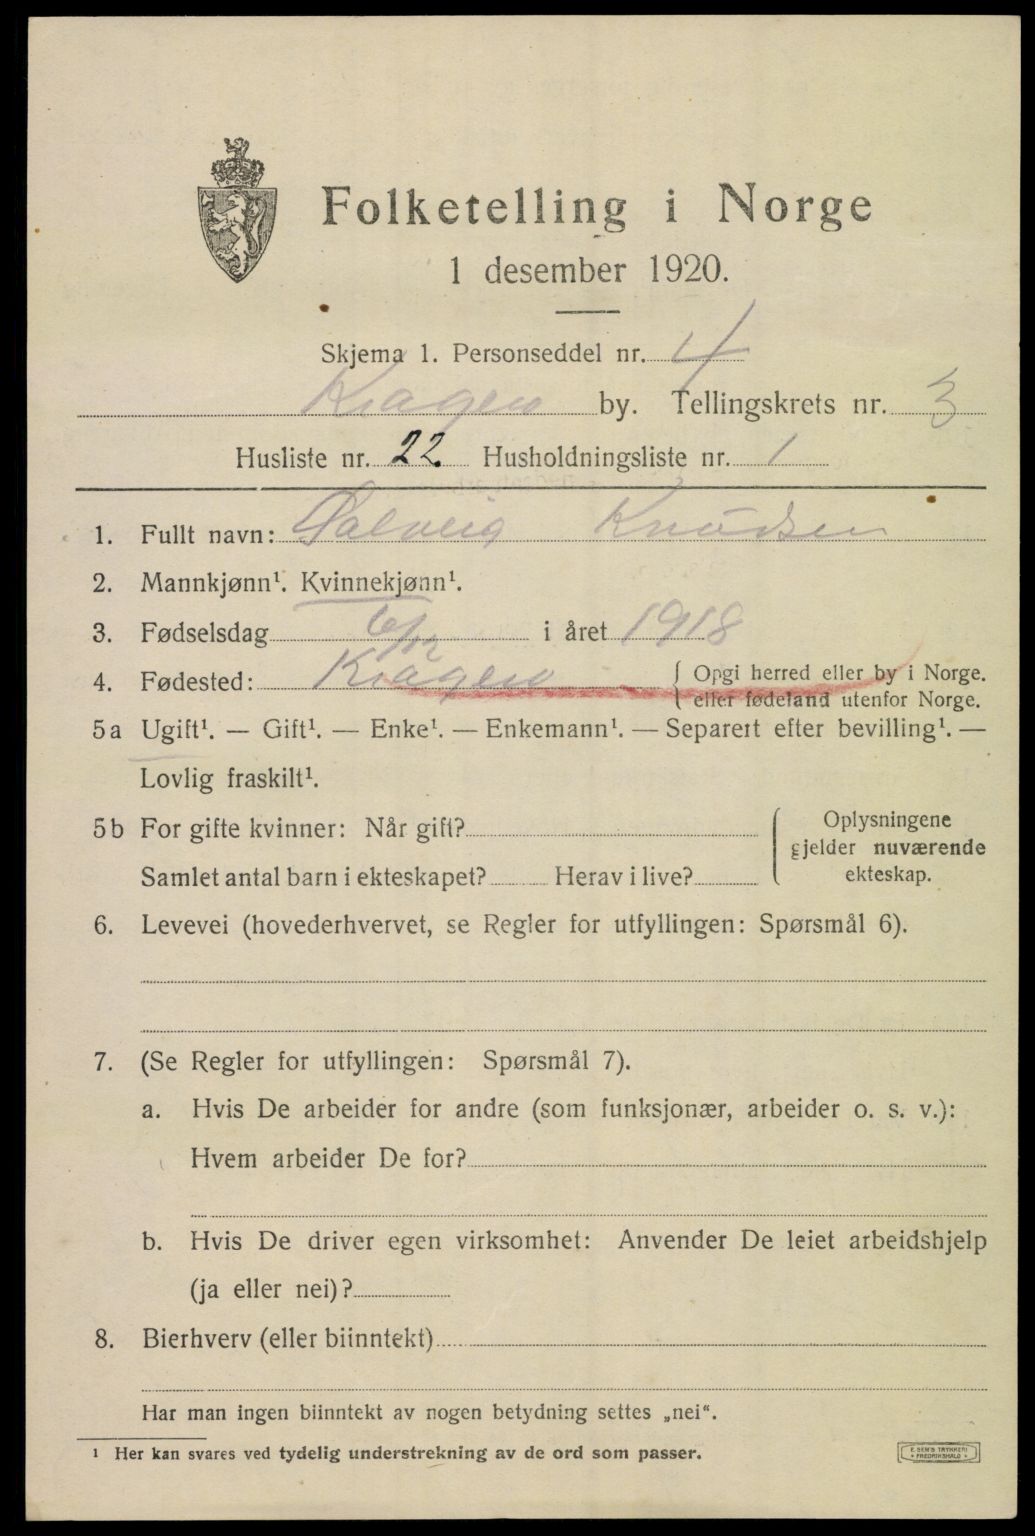 Folketelling i Norge
1 desember 1920.
Skjema 1. Personseddel nr. 4
Kragerø by. Tellingskrets nr. 3
Husliste nr. 22. Husholdningsliste nr. 1
1. Fullt navn: Solveig Knudsen
2. Mannkjønn¹. Kvinnekjønn¹.
3. Fødselsdag 6/12 i året 1918
4. Fødested: Kragerø { Opgi herred eller by i Norge.
eller fødeland utenfor Norge.
5a Ugift¹. — Gift¹. — Enke¹. — Enkemann¹. — Separert efter bevilling¹. —
Lovlig fraskilt¹.
5b For gifte kvinner: Når gift?
Samlet antal barn i ekteskapet? Herav i live?
{ Oplysningene
gjelder nuværende
ekteskap.
6. Levevei (hovederhvervet, se Regler for utfyllingen: Spørsmål 6).
7. (Se Regler for utfyllingen: Spørsmål 7).
a. Hvis De arbeider for andre (som funksjonær, arbeider o. s. v.):
Hvem arbeider De for?
b. Hvis De driver egen virksomhet: Anvender De leiet arbeidshjelp
(ja eller nei)?
8. Bierhverv (eller biinntekt)
Har man ingen biinntekt av nogen betydning settes „nei“.
¹ Her kan svares ved tydelig understrekning av de ord som passer.
E. SEM'S TRYKKERI
• FREDRIKSHALD •